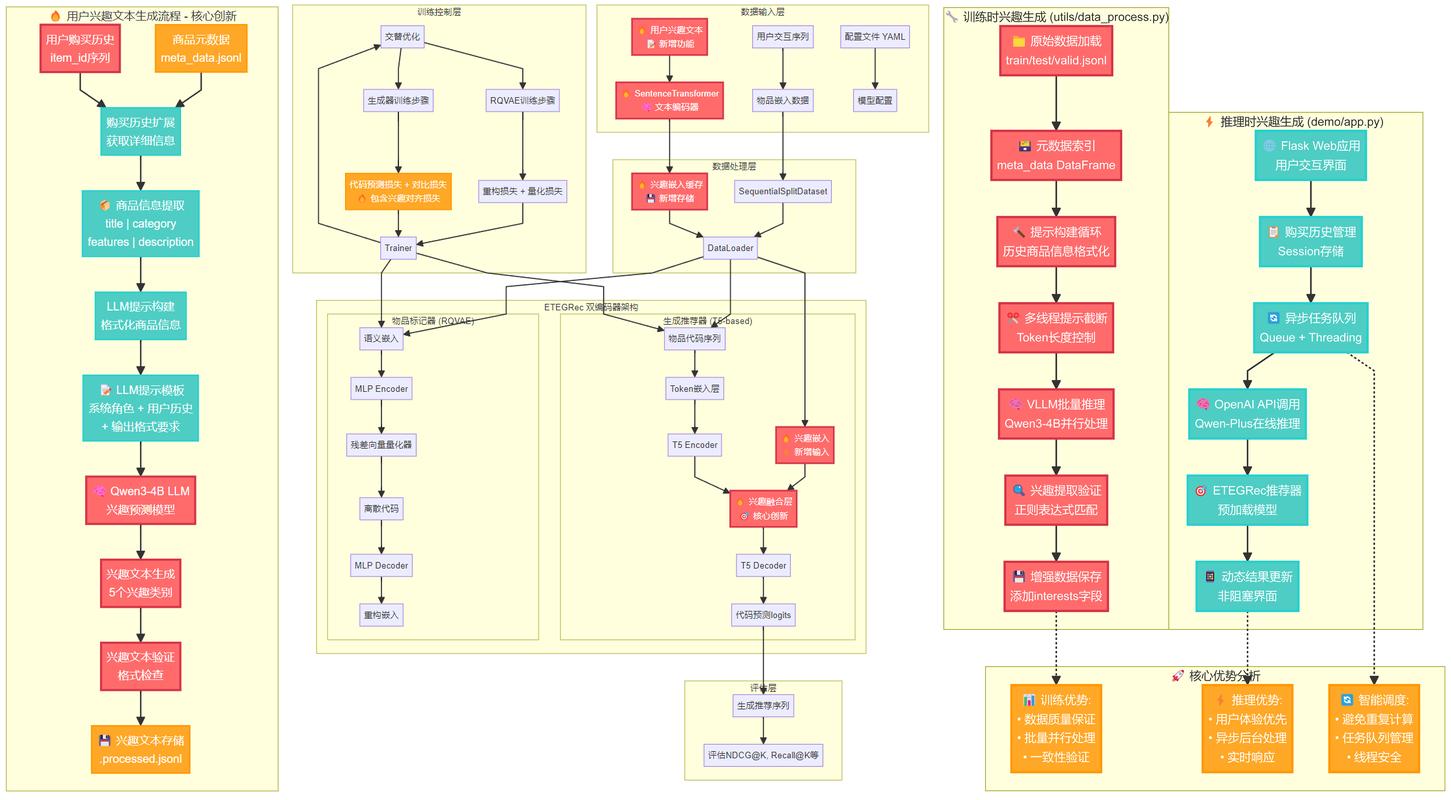 🔥 用户兴趣文本生成流程 - 核心创新
用户购买历史
item_id序列
商品元数据
meta_data.jsonl
购买历史扩展
获取详细信息
📦 商品信息提取
title | category
features | description
LLM提示构建
格式化商品信息
📝 LLM提示模板
系统角色 + 用户历史
+ 输出格式要求
🧠 Qwen3-4B LLM
兴趣预测模型
兴趣文本生成
5个兴趣类别
兴趣文本验证
格式检查
💾 兴趣文本存储
.processed.jsonl
训练控制层
交替优化
生成器训练步骤
RQVAE训练步骤
代码预测损失 + 对比损失
🔥 包含兴趣对齐损失
重构损失 + 量化损失
Trainer
数据输入层
🔥 用户兴趣文本
📝 新增功能
用户交互序列
配置文件 YAML
🔥 SentenceTransformer
🧠 文本编码器
物品嵌入数据
模型配置
数据处理层
🔥 兴趣嵌入缓存
💾 新增存储
SequentialSplitDataset
DataLoader
ETEGRec 双编码器架构
物品标记器 (RQVAE)
语义嵌入
MLP Encoder
残差向量量化器
离散代码
MLP Decoder
重构嵌入
生成推荐器 (T5-based)
物品代码序列
Token嵌入层
T5 Encoder
🔥 兴趣嵌入
新增输入
🔥 兴趣融合层
🎯 核心创新
T5 Decoder
代码预测logits
评估层
生成推荐序列
评估NDCG@K, Recall@K等
🔧 训练时兴趣生成 (utils/data_process.py)
🗂️ 原始数据加载
train/test/valid.jsonl
🗃️ 元数据索引
meta_data DataFrame
🔨 提示构建循环
历史商品信息格式化
✂️ 多线程提示截断
Token长度控制
🧠 VLLM批量推理
Qwen3-4B并行处理
🔍 兴趣提取验证
正则表达式匹配
💾 增强数据保存
添加interests字段
⚡ 推理时兴趣生成 (demo/app.py)
🌐 Flask Web应用
用户交互界面
📋 购买历史管理
Session存储
🔄 异步任务队列
Queue + Threading
🧠 OpenAI API调用
Qwen-Plus在线推理
🎯 ETEGRec推荐器
预加载模型
动态结果更新
非阻塞界面
🚀 核心优势分析
📊 训练优势:
• 数据质量保证
• 批量并行处理
• 一致性验证
⚡ 推理优势:
• 用户体验优先
• 异步后台处理
• 实时响应
🔄 智能调度:
• 避免重复计算
• 任务队列管理
• 线程安全